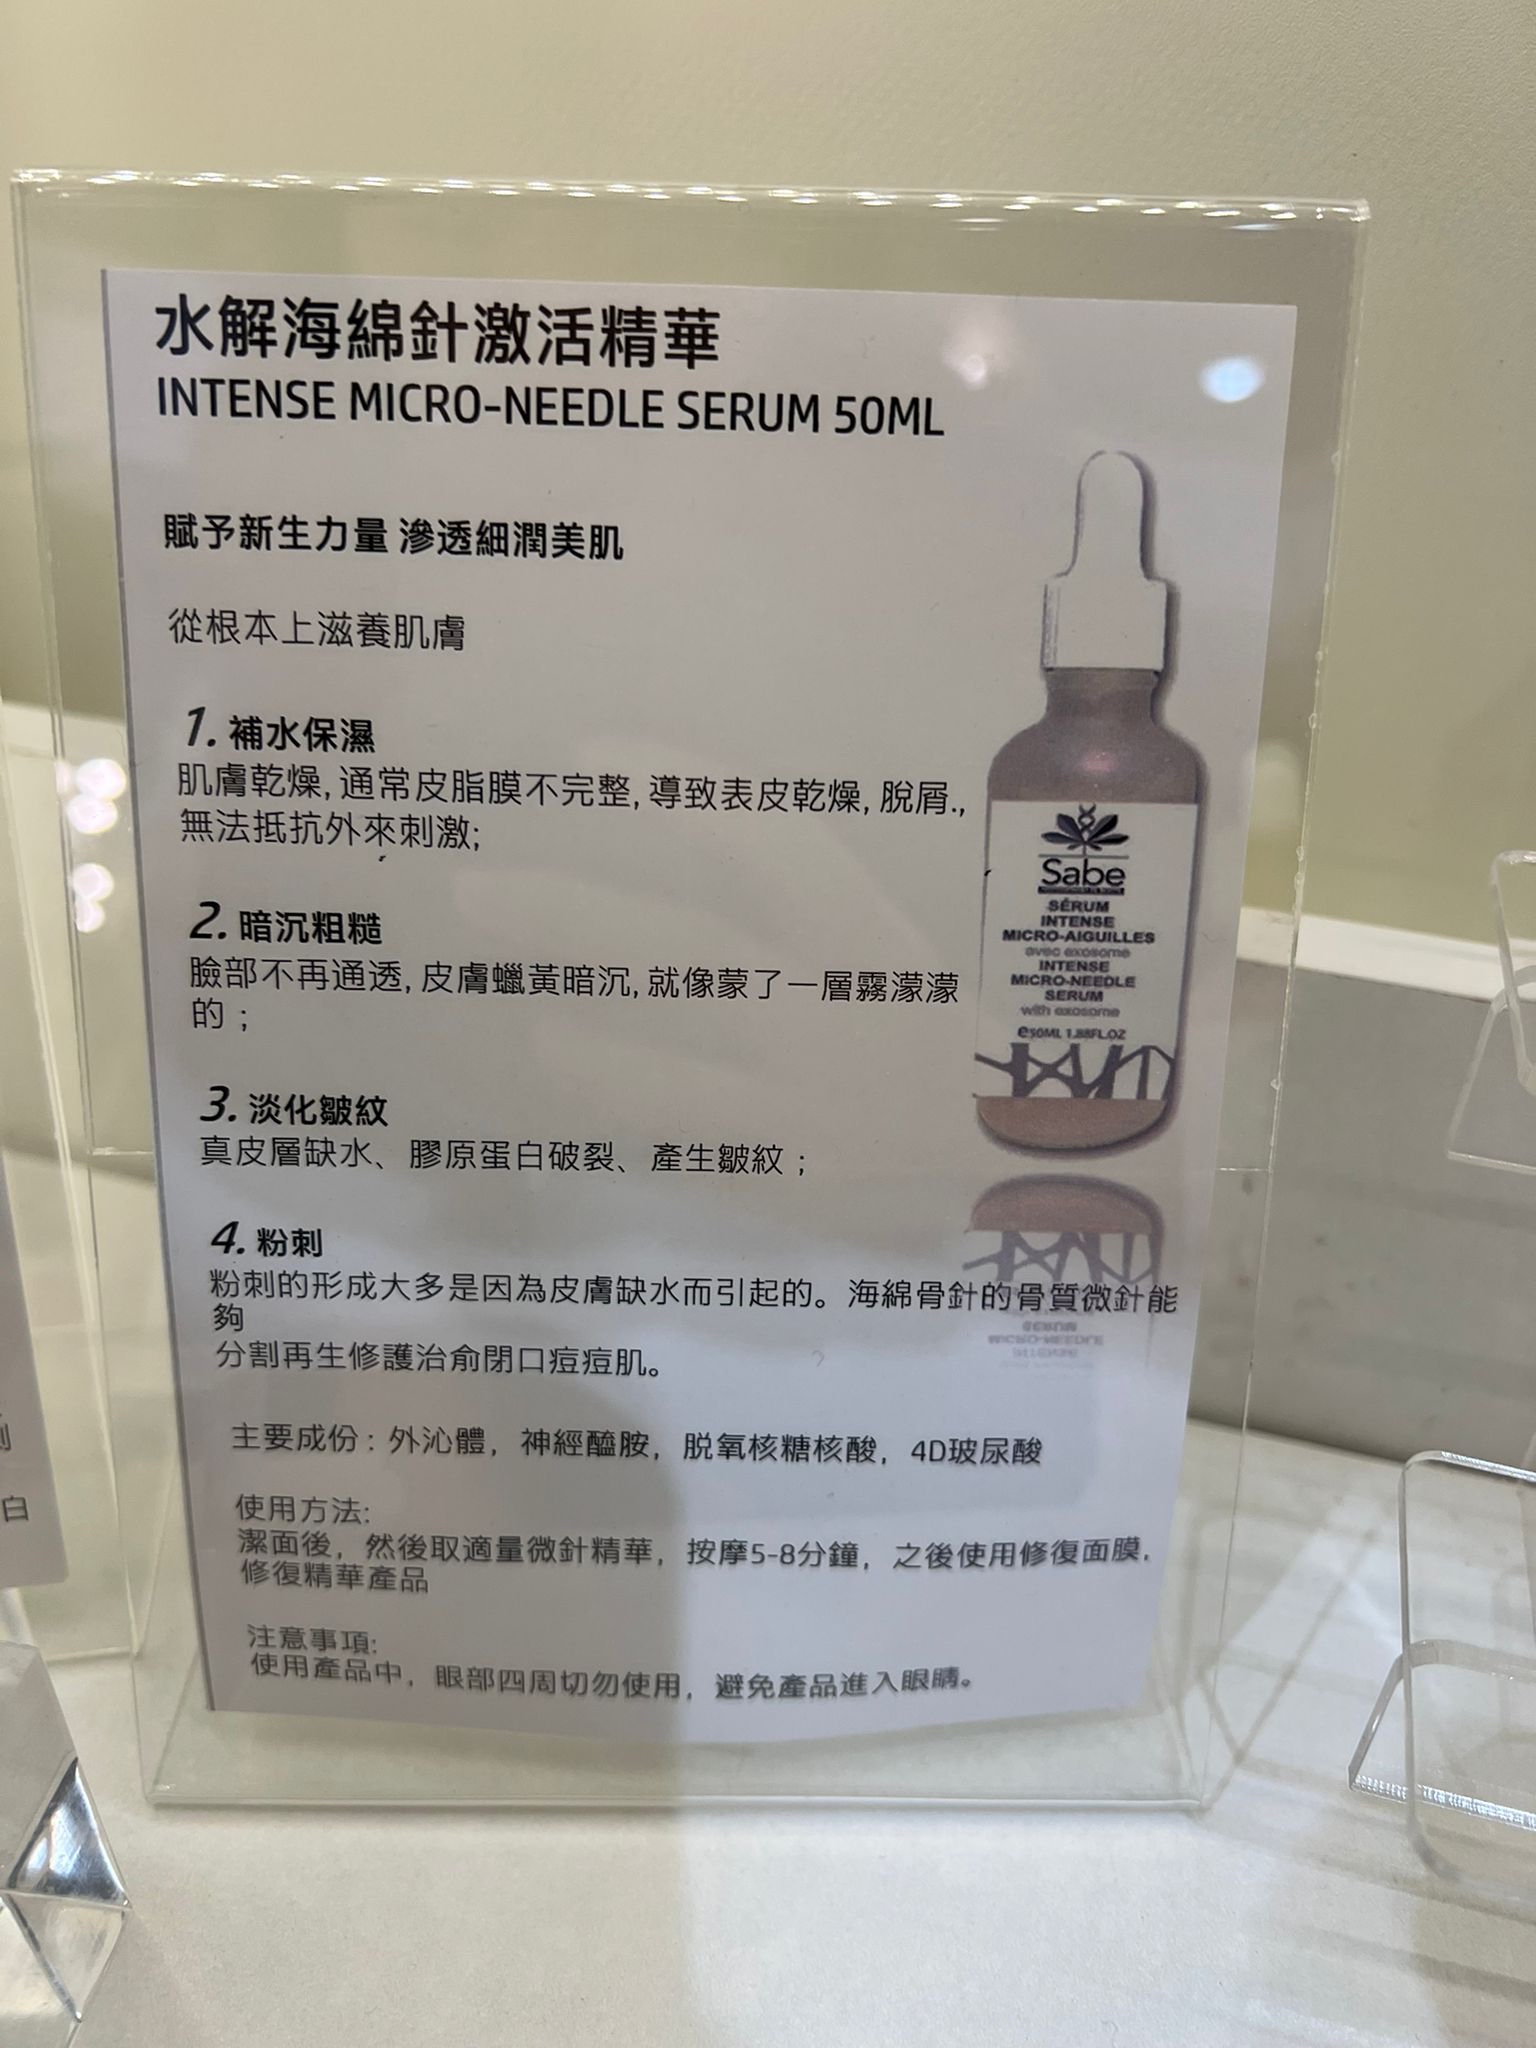 水解海綿針激活精華
INTENSE MICRO-NEEDLE SERUM 50ML
賦予新生力量 滲透細潤美肌
從根本上滋養肌膚
1. 補水保濕
肌膚乾燥, 通常皮脂膜不完整, 導致表皮乾燥, 脫屑.,
無法抵抗外來刺激;
2. 暗沉粗糙
臉部不再通透, 皮膚蠟黃暗沉, 就像蒙了一層霧濛濛
的；
3. 淡化皺紋
真皮層缺水、膠原蛋白破裂、產生皺紋；
4. 粉刺
粉刺的形成大多是因為皮膚缺水而引起的。海綿骨針的骨質微針能
夠
分割再生修護治俞閉口痘痘肌。
主要成份：外沁體，神經醯胺，脱氧核糖核酸，4D玻尿酸
使用方法:
潔面後，然後取適量微針精華，按摩5-8分鐘，之後使用修復面膜.
修復精華產品
注意事項:
使用產品中，眼部四周切勿使用，避免產品進入眼睛。
Sabe
SÉRUM
INTENSE
MICRO-AIGUILLES
avec exosome
INTENSE
MICRO-NEEDLE
SERUM
with exosome
e50ML 1.88FL.OZ
白